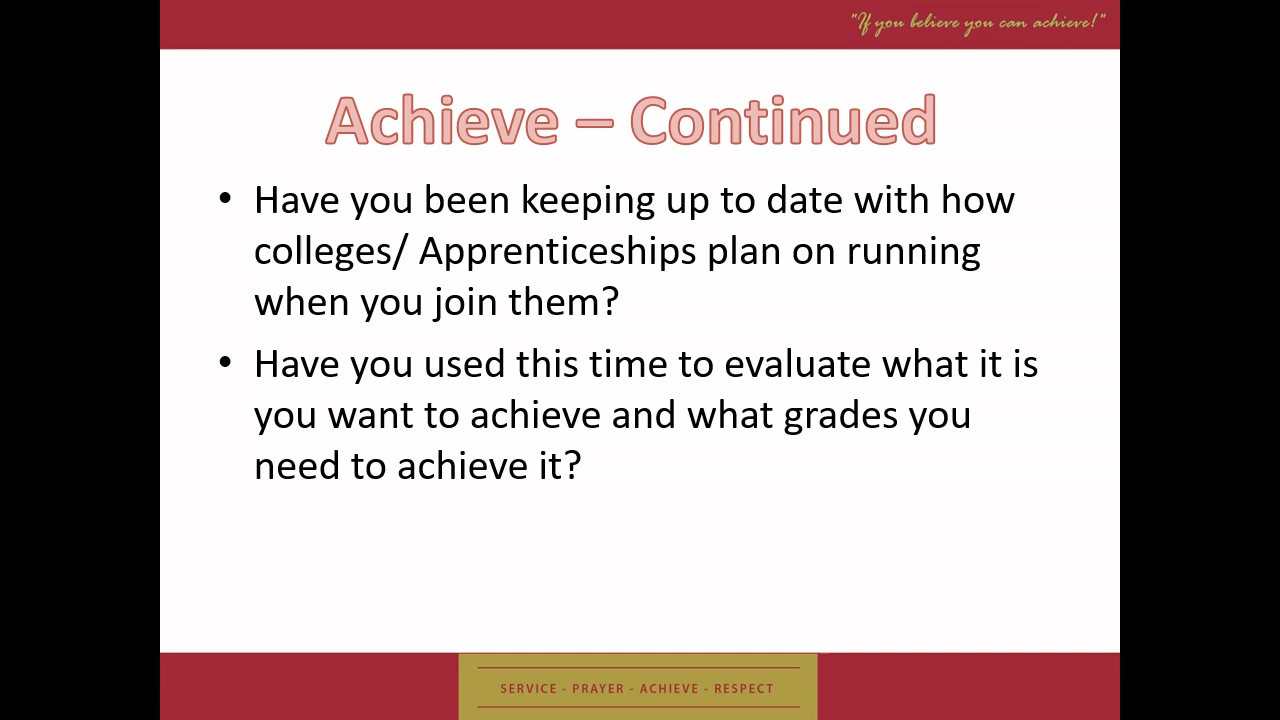 "If you believe you can achieve!"
Achieve – Continued
• Have you been keeping up to date with how
colleges/ Apprenticeships plan on running
when you join them?
• Have you used this time to evaluate what it is
you want to achieve and what grades you
need to achieve it?
SERVICE - PRAYER - ACHIEVE - RESPECT